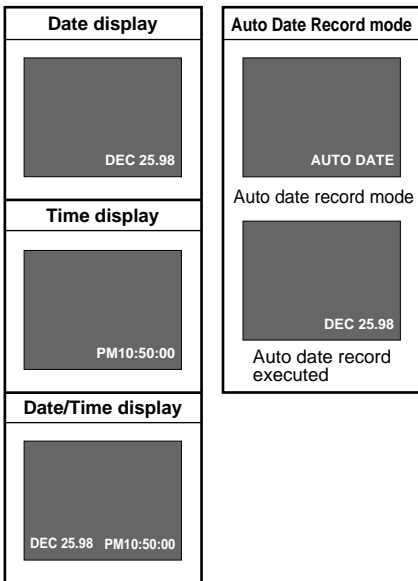 Date display
DEC 25.98
Time display
PM10:50:00
Date/Time display
DEC 25.98 PM10:50:00
Auto Date Record mode
AUTO DATE
Auto date record mode
DEC 25.98
Auto date record
executed